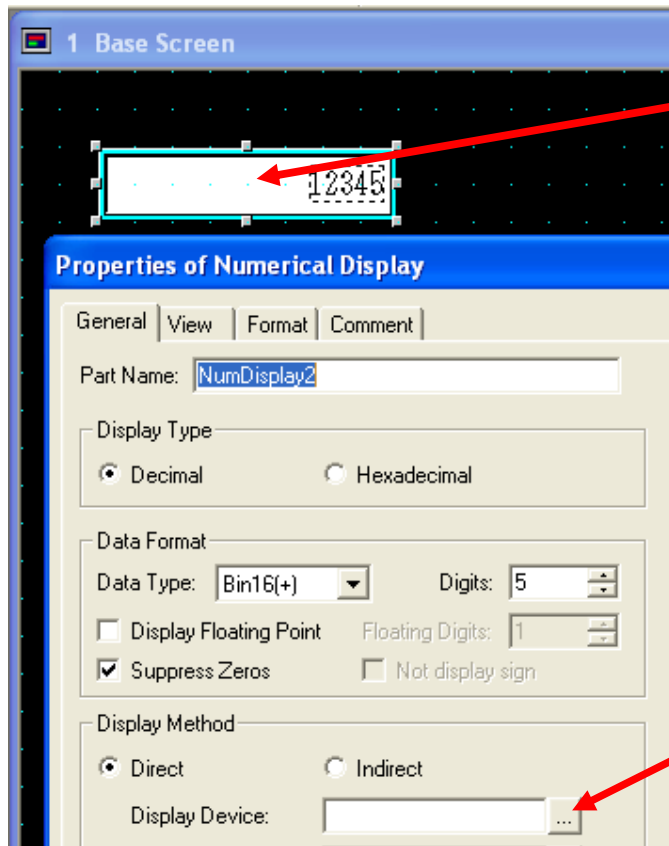 1 Base Screen
12345
Properties of Numerical Display
General View Format Comment
Part Name: NumDisplay2
Display Type
Decimal Hexadecimal
Data Format
Data Type: Bin16(+) Digits: 5
Display Floating Point Floating Digits: 1
Suppress Zeros Not display sign
Display Method
Direct Indirect
Display Device: ...